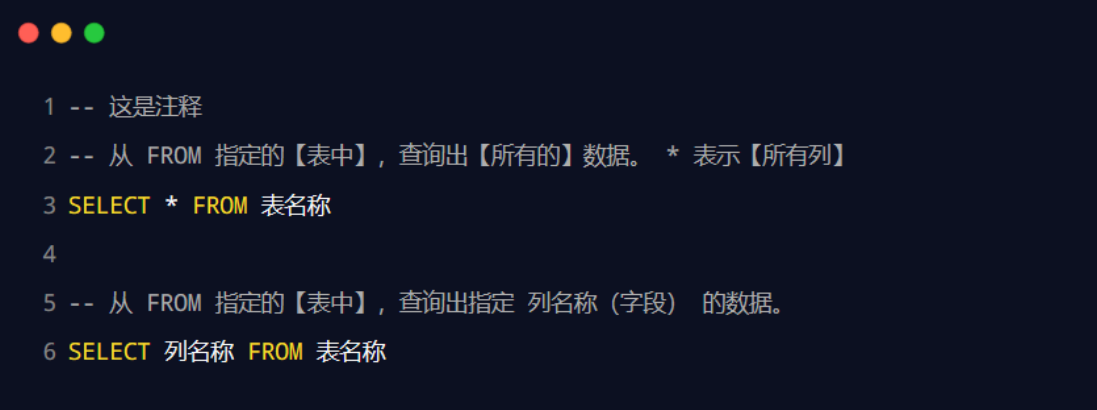 1 -- 这是注释
2 -- 从 FROM 指定的【表中】, 查询出【所有的】数据。 * 表示【所有列】
3 SELECT * FROM 表名称
4
5 -- 从 FROM 指定的【表中】, 查询出指定 列名称（字段） 的数据。
6 SELECT 列名称 FROM 表名称